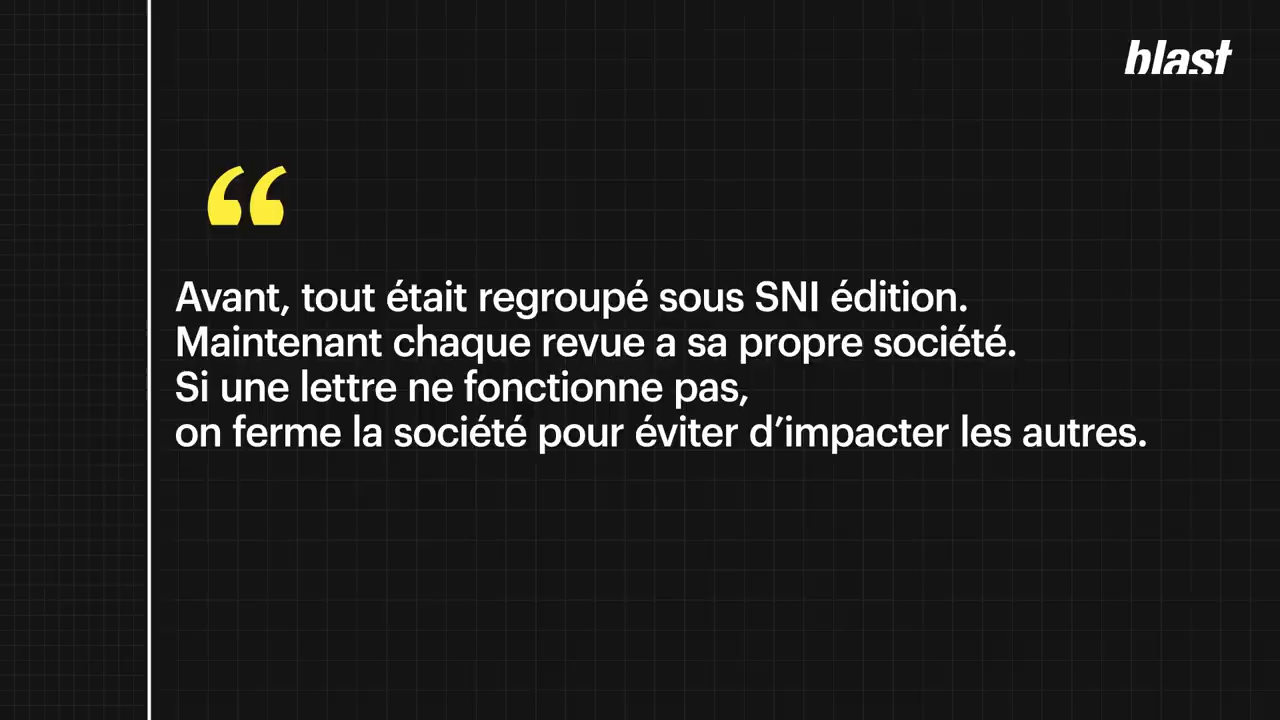 blast
“
Avant, tout était regroupé sous SNI édition.
Maintenant chaque revue a sa propre société.
Si une lettre ne fonctionne pas,
on ferme la société pour éviter d’impacter les autres.